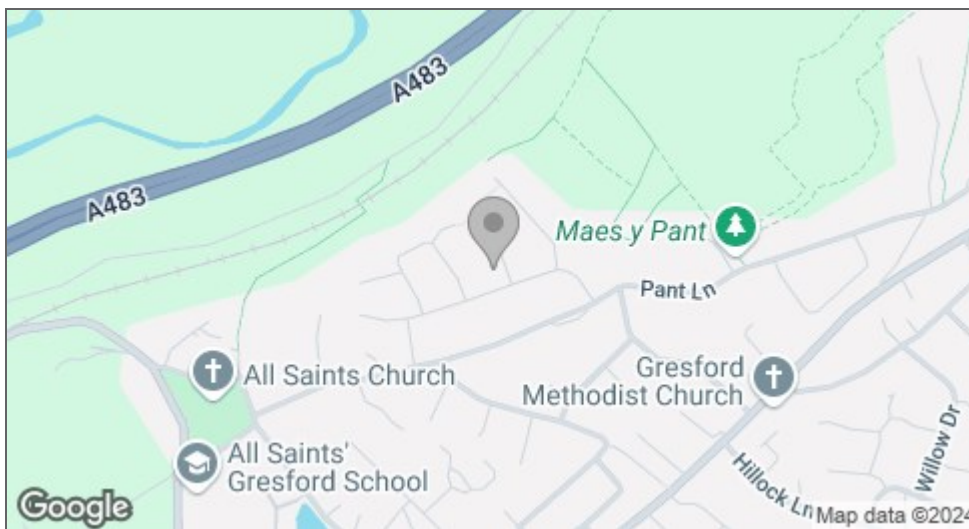 A483
A483
Maes y Pant
Pant Ln
All Saints Church
Gresford
Methodist Church
All Saints'
Gresford School
Hillock Ln
Willow Dr
Google
Map data ©2024